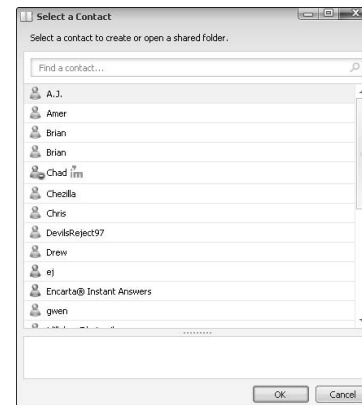 Select a Contact
Select a contact to create or open a shared folder.
Find a contact...
A.J.
Amer
Brian
Brian
Chad im
Chezilla
Chris
DevilsReject97
Drew
ej
Encarta® Instant Answers
gwen
OK Cancel